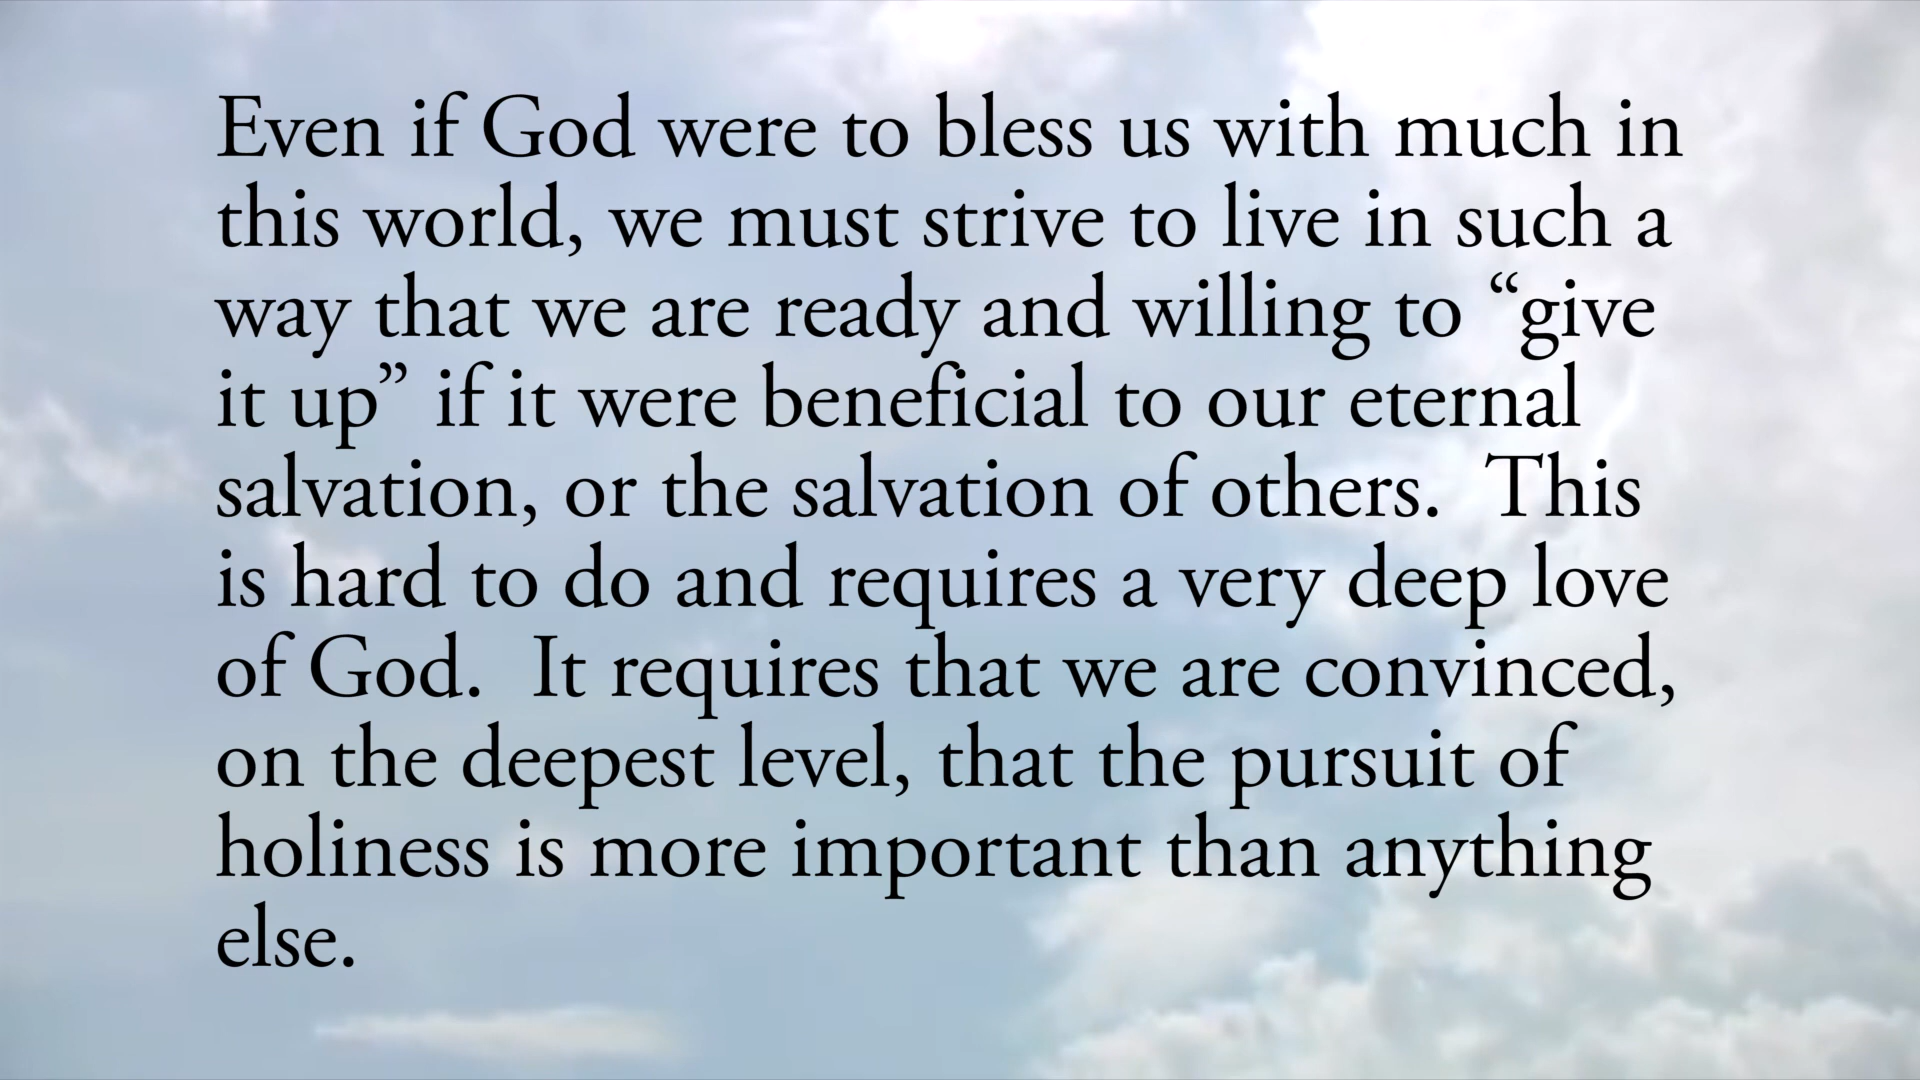 Even if God were to bless us with much in
this world, we must strive to live in such a
way that we are ready and willing to “give
it up” if it were beneficial to our eternal
salvation, or the salvation of others.  This
is hard to do and requires a very deep love
of God.  It requires that we are convinced,
on the deepest level, that the pursuit of
holiness is more important than anything
else.